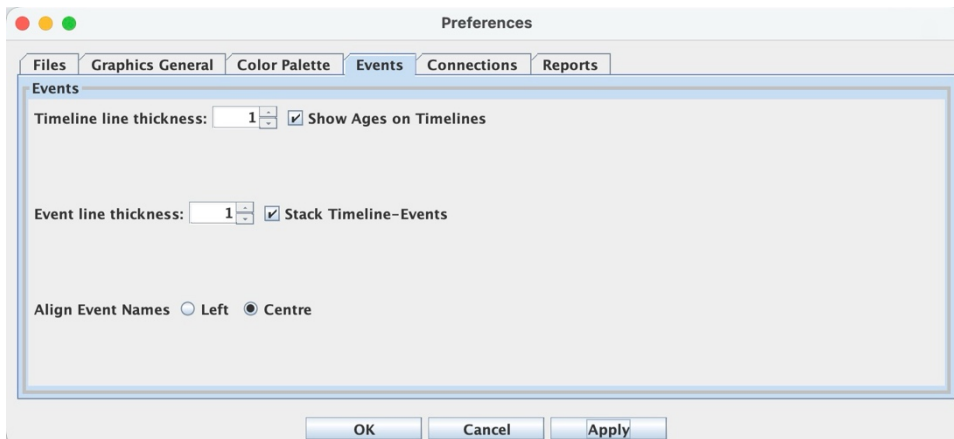 Preferences
Files Graphics General Color Palette Events Connections Reports
Events
Timeline line thickness: 1 Show Ages on Timelines
Event line thickness: 1 Stack Timeline-Events
Align Event Names Left Centre
OK Cancel Apply